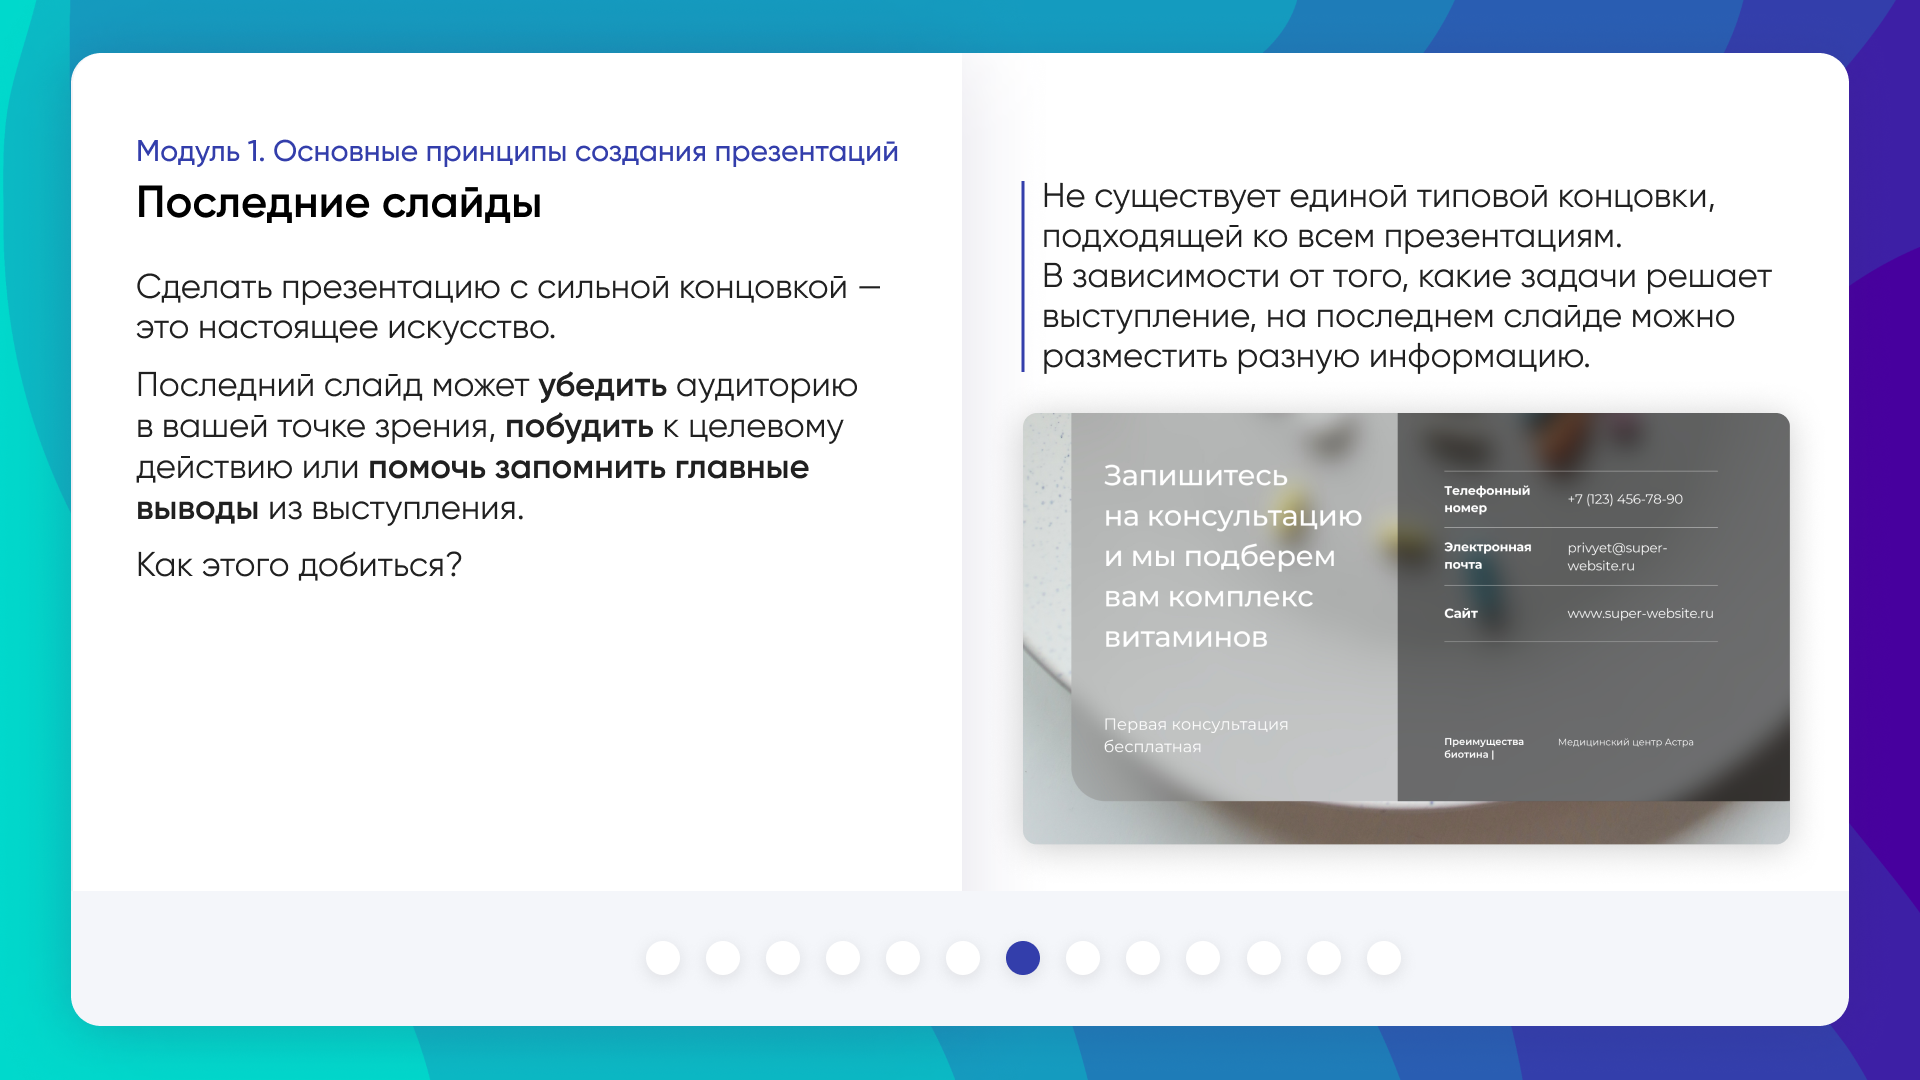 Модуль 1. Основные принципы создания презентаций
Последние слайды
Сделать презентацию с сильной концовкой —
это настоящее искусство.
Последний слайд может убедить аудиторию
в вашей точке зрения, побудить к целевому
действию или помочь запомнить главные
выводы из выступления.
Как этого добиться?
Не существует единой типовой концовки,
подходящей ко всем презентациям.
В зависимости от того, какие задачи решает
выступление, на последнем слайде можно
разместить разную информацию.
Запишитесь
на консультацию
и мы подберем
вам комплекс
витаминов
Первая консультация
бесплатная
Телефонный
номер
+7 (123) 456-78-90
Электронная
почта
privyet@super-
website.ru
Сайт
www.super-website.ru
Преимущества
биотина |
Медицинский центр Астра